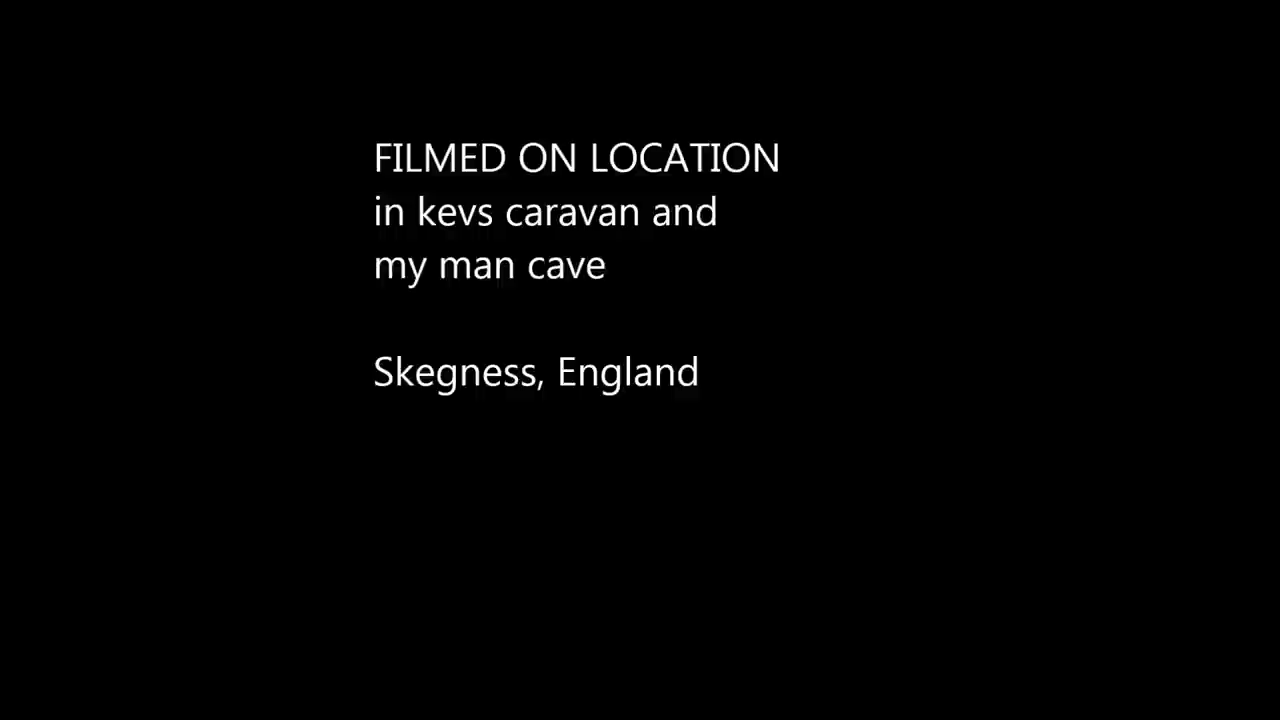 FILMED ON LOCATION
in kevs caravan and
my man cave
Skegness, England